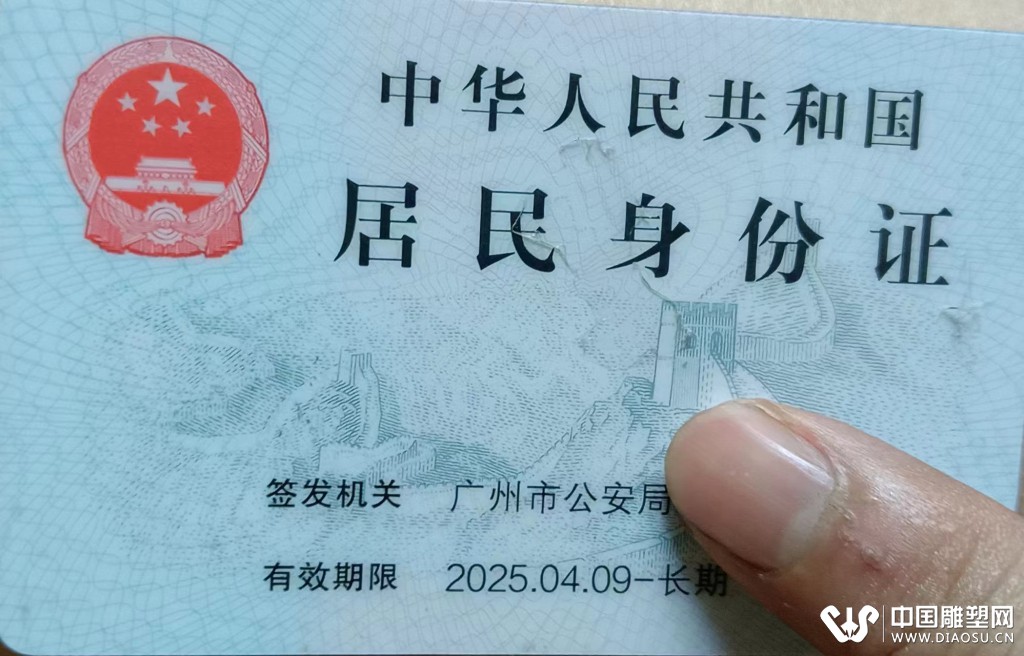 中华人民共和国
居民身份证
签发机关 广州市公安局
有效期限 2025.04.09-长期
中国雕塑网
WWW.DIAOSU.CN